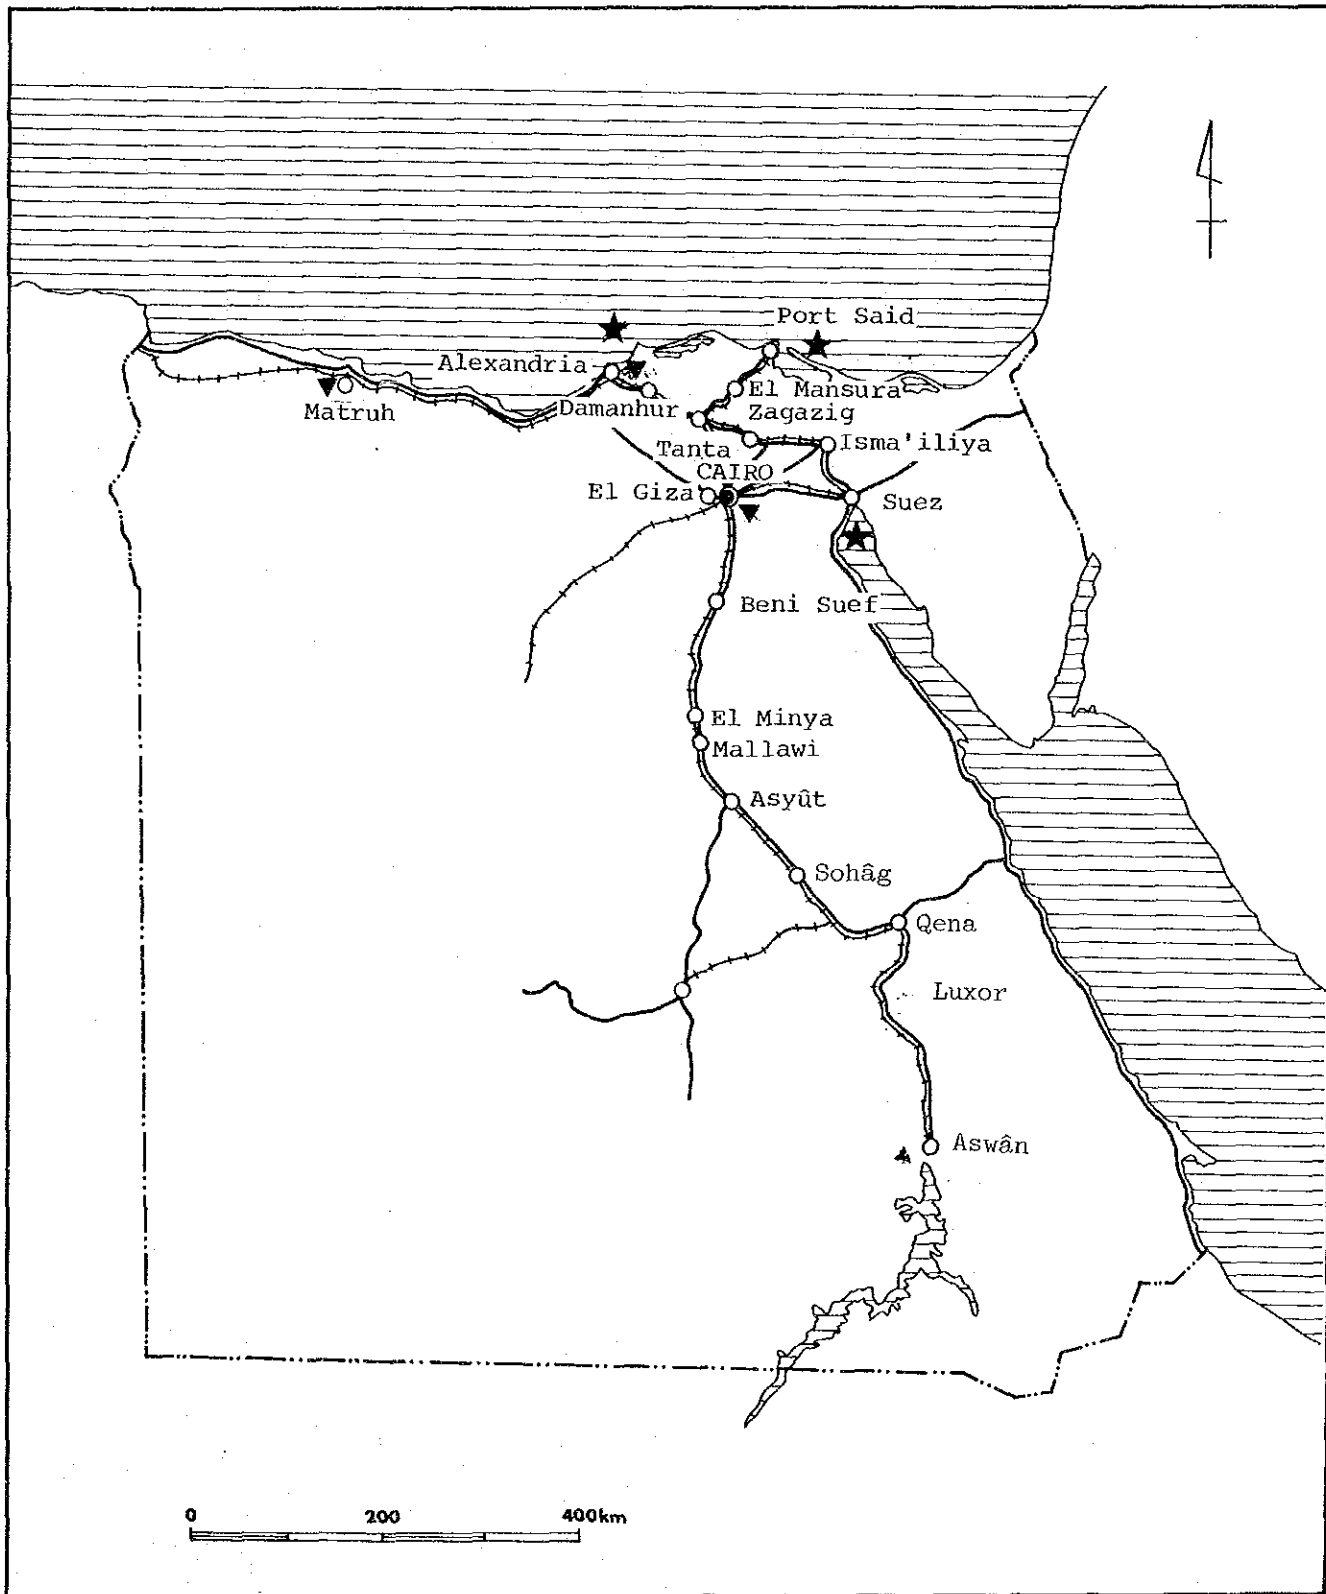 Port Said
Alexandria
El Mansura
Matruh
Damanhur
Zagazig
Tanta
Isma'iliya
CAIRO
El Giza
Suez
Beni Suef
El Minya
Mallawi
Asyût
Sohâg
Qena
Luxor
Aswân
0 200 400km